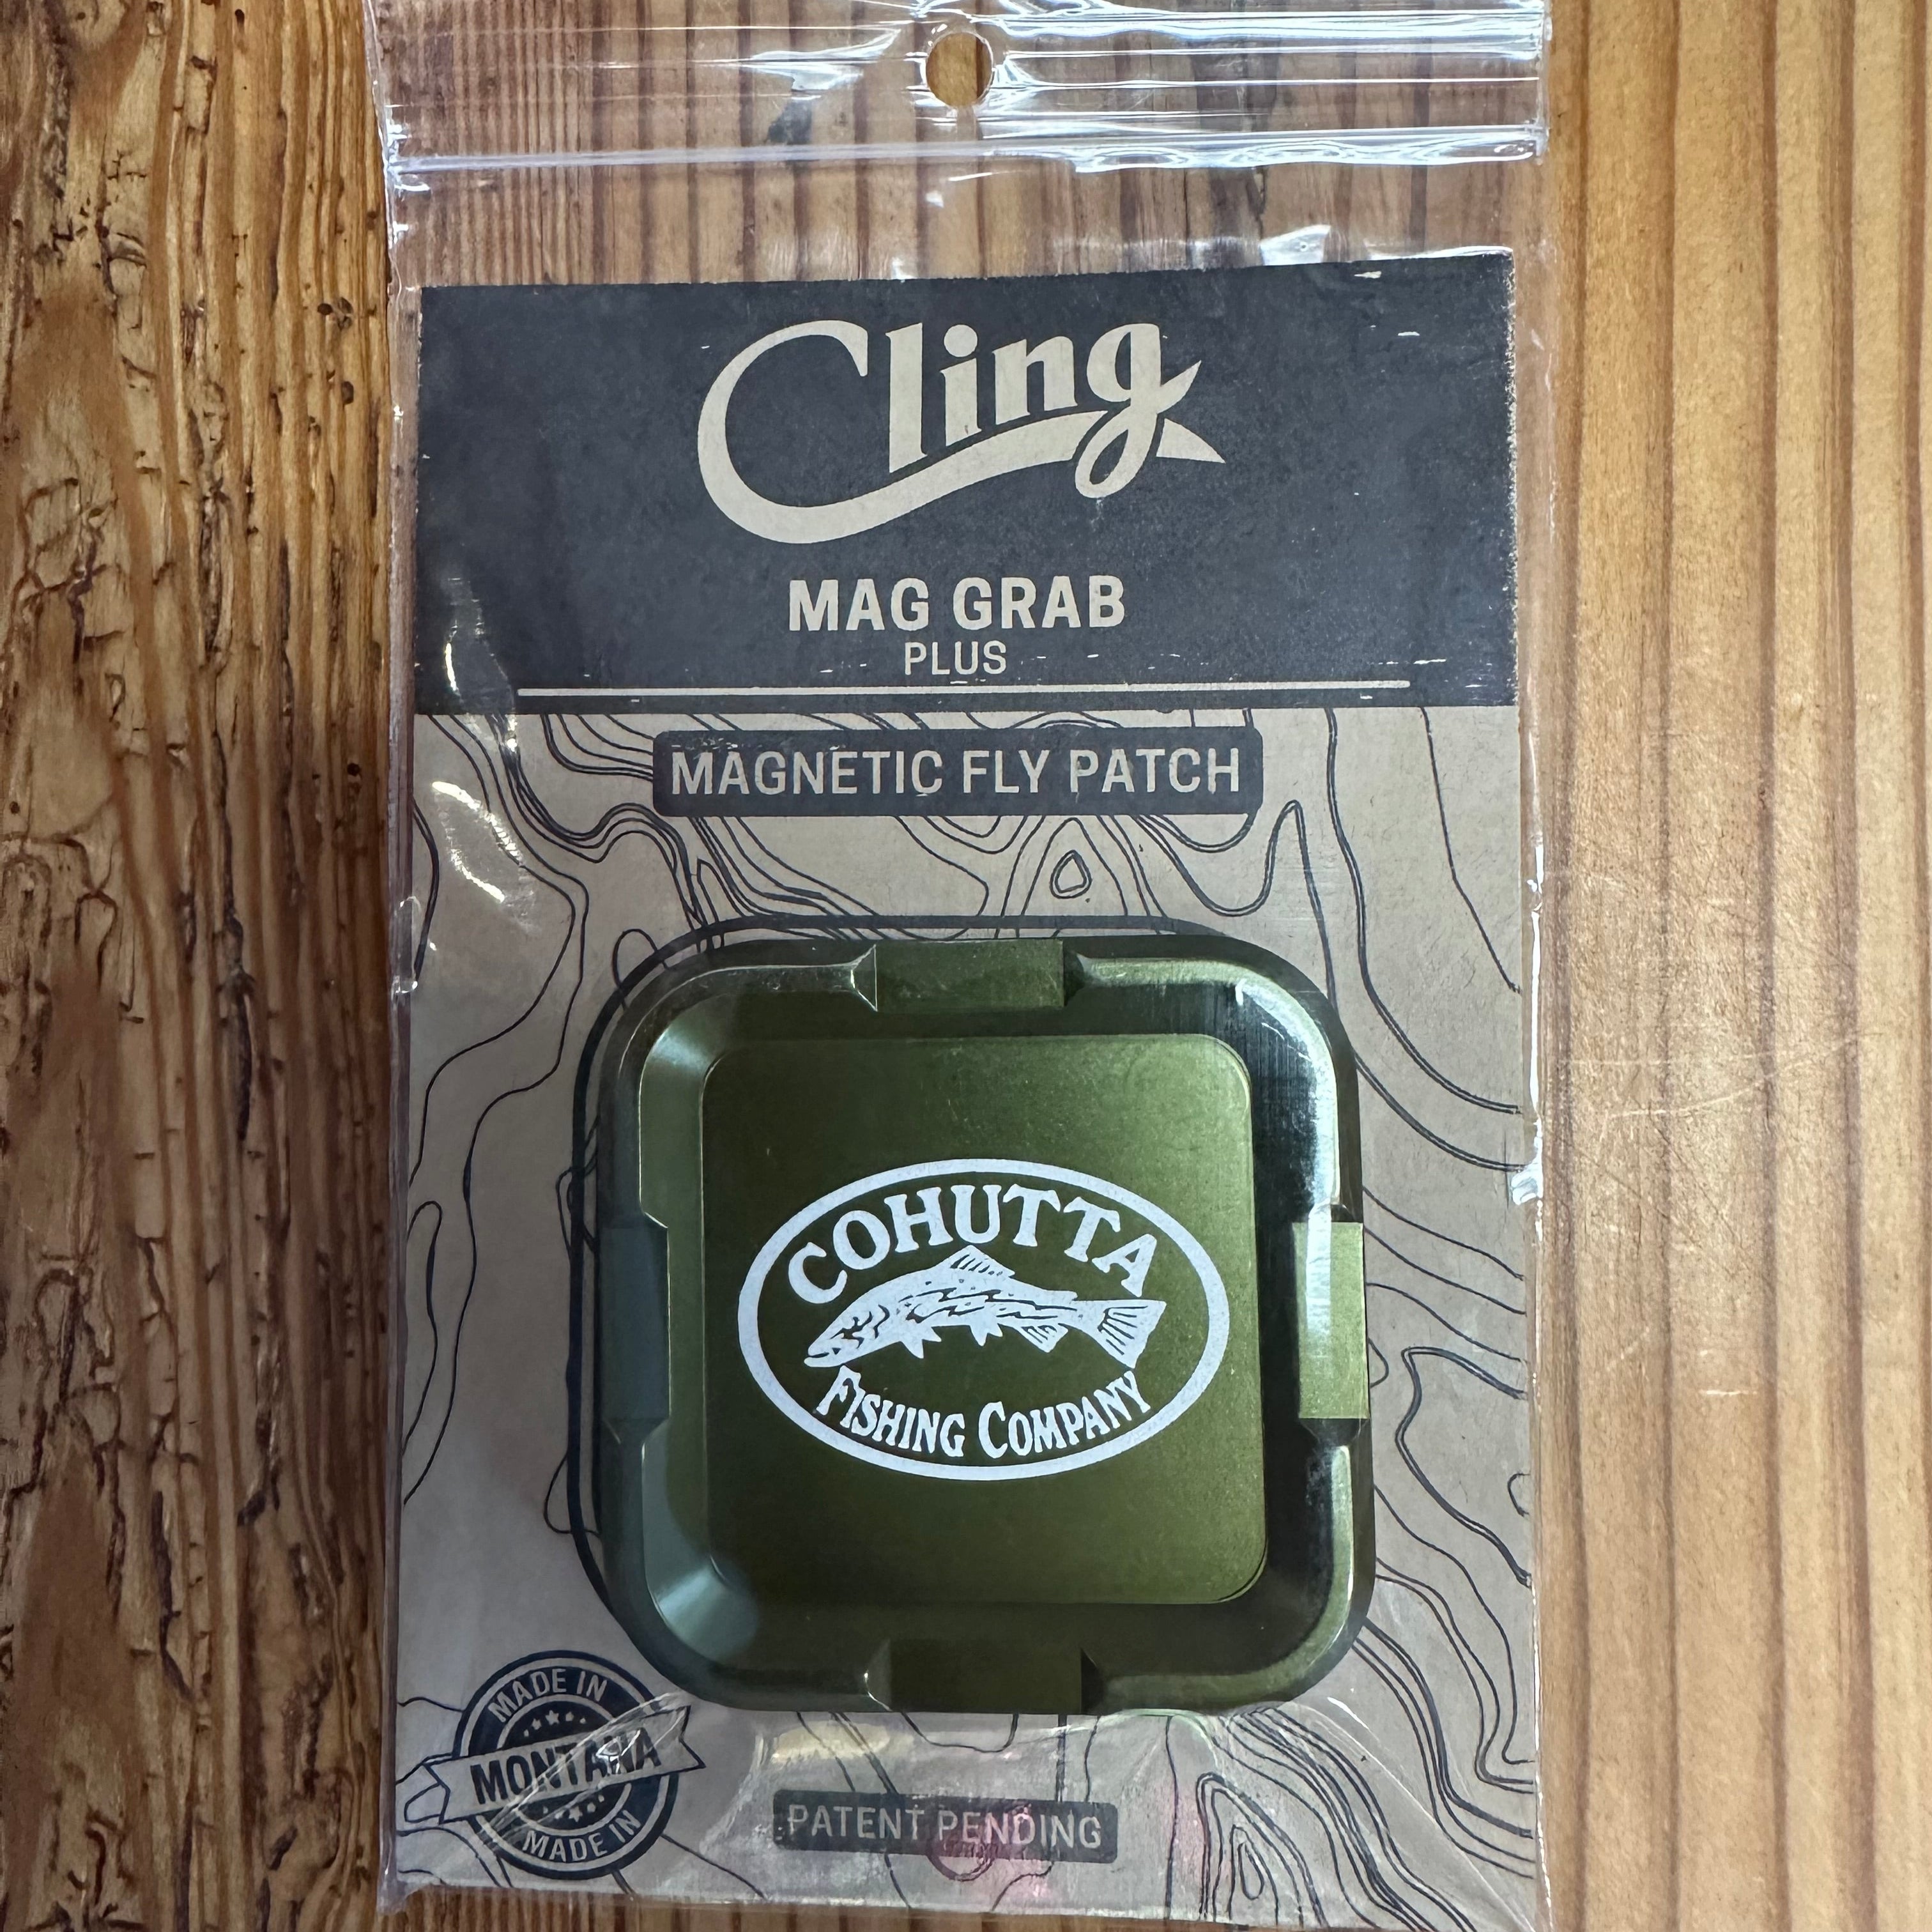 Cling
MAG GRAB
PLUS
MAGNETIC FLY PATCH
COHUTTA
FISHING COMPANY
MADE IN
MONTANA
MADE IN
PATENT PENDING